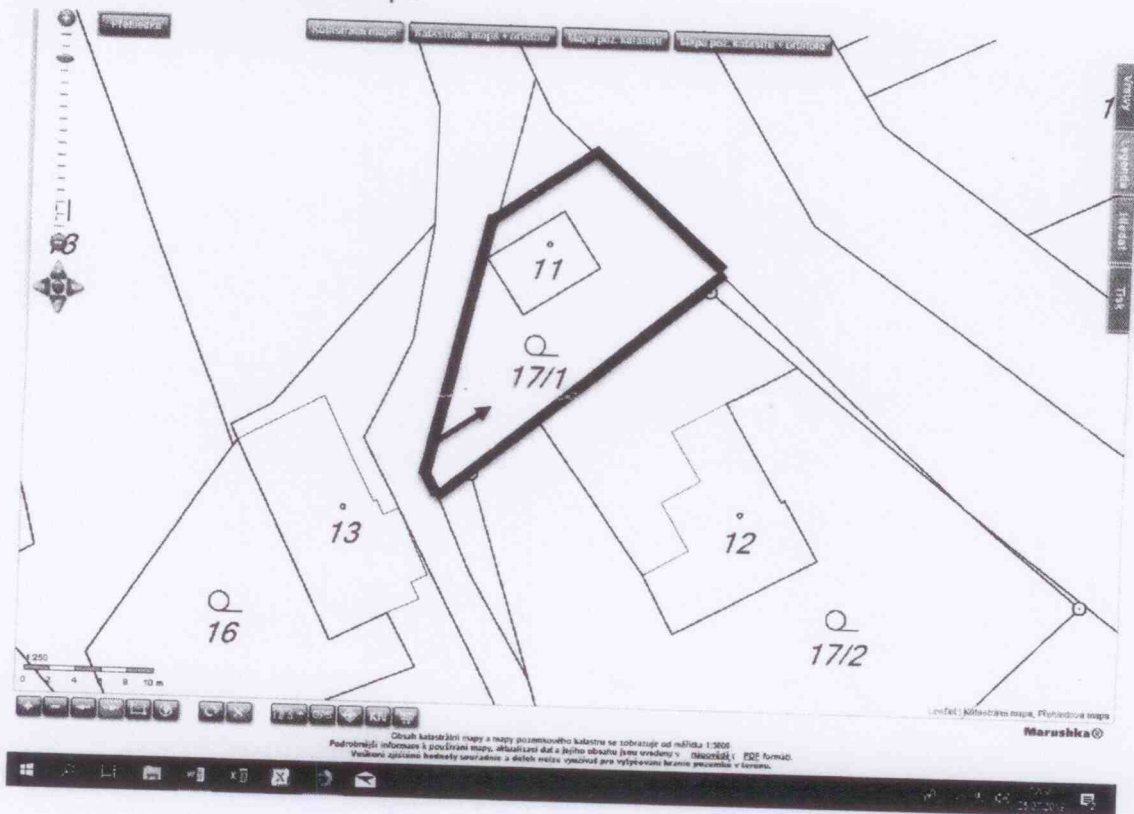 Přehledka
Katastrální mapa
Katastrální mapa + ortofoto
Mapa poz. katastru
Mapa poz. katastru + ortofoto
Vrstvy
Legenda
Hledat
Tisk
1
3
11
17/1
13
12
16
17/2
1:250
0 2 4 6 8 10 m
Katastrální mapa, Přehledová mapa
Marushka®
Obsah katastrální mapy a mapy pozemkového katastru se zobrazuje od měřítka 1:5000.
Podrobnější informace k používání mapy, aktualizaci dat a jejího obsahu jsou uvedeny v nápovědě ( PDF formát).
Veškeré zjištěné hodnoty souřadnic a délek nelze využívat pro vytyčování hranic pozemků v terénu.